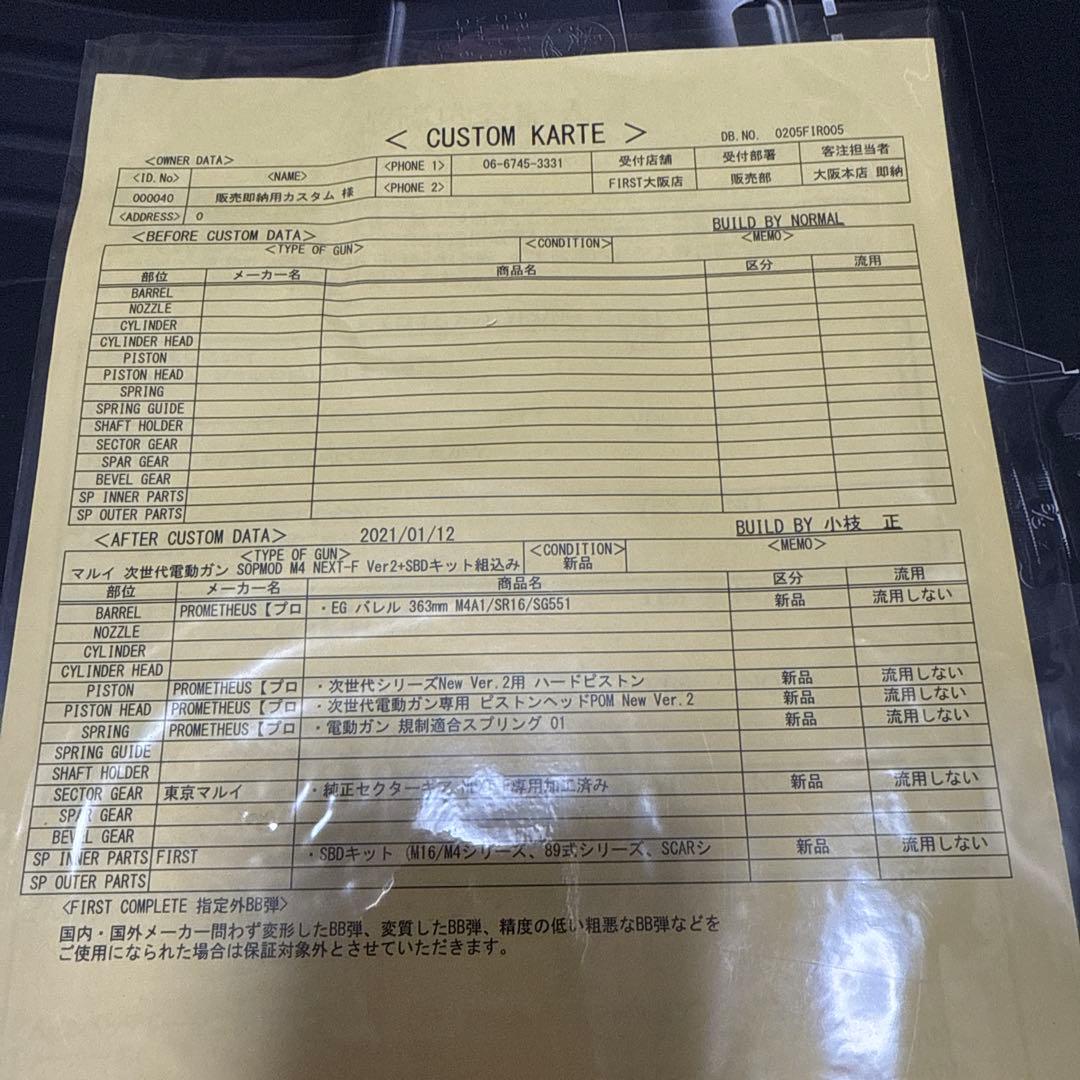 < CUSTOM KARTE >
DB.NO. 0205FIR005
<OWNER DATA>
<ID.No> <NAME> <PHONE 1> 06-6745-3331 受付店舗 受付部署 客注担当者
000040 販売即納用カスタム 様 <PHONE 2> FIRST大阪店 販売部 大阪本店 即納
<ADDRESS> 0
<BEFORE CUSTOM DATA> BUILD BY NORMAL
<TYPE OF GUN> <CONDITION> <MEMO>
部位 メーカー名 商品名 区分 流用
BARREL
NOZZLE
CYLINDER
CYLINDER HEAD
PISTON
PISTON HEAD
SPRING
SPRING GUIDE
SHAFT HOLDER
SECTOR GEAR
SPAR GEAR
BEVEL GEAR
SP INNER PARTS
SP OUTER PARTS
<AFTER CUSTOM DATA> 2021/01/12 BUILD BY 小枝 正
<TYPE OF GUN> <CONDITION> <MEMO>
マルイ 次世代電動ガン SOPMOD M4 NEXT-F Ver2+SBDキット組込み 新品
部位 メーカー名 商品名 区分 流用
BARREL PROMETHEUS【プロ ・EG バレル 363mm M4A1/SR16/SG551 新品 流用しない
NOZZLE
CYLINDER
CYLINDER HEAD
PISTON PROMETHEUS【プロ ・次世代シリーズNew Ver.2用 ハードピストン 新品 流用しない
PISTON HEAD PROMETHEUS【プロ ・次世代電動ガン専用 ピストンヘッドPOM New Ver.2 新品 流用しない
SPRING PROMETHEUS【プロ ・電動ガン 規制適合スプリング 01 新品 流用しない
SPRING GUIDE
SHAFT HOLDER
SECTOR GEAR 東京マルイ ・純正セクターギア 専用加工済み 新品 流用しない
SPAR GEAR
BEVEL GEAR
SP INNER PARTS FIRST ・SBDキット (M16/M4シリーズ、89式シリーズ、SCARシ 新品 流用しない
SP OUTER PARTS
<FIRST COMPLETE 指定外BB弾>
国内・国外メーカー問わず変形したBB弾、変質したBB弾、精度の低い粗悪なBB弾などを
ご使用になられた場合は保証対象外とさせていただきます。